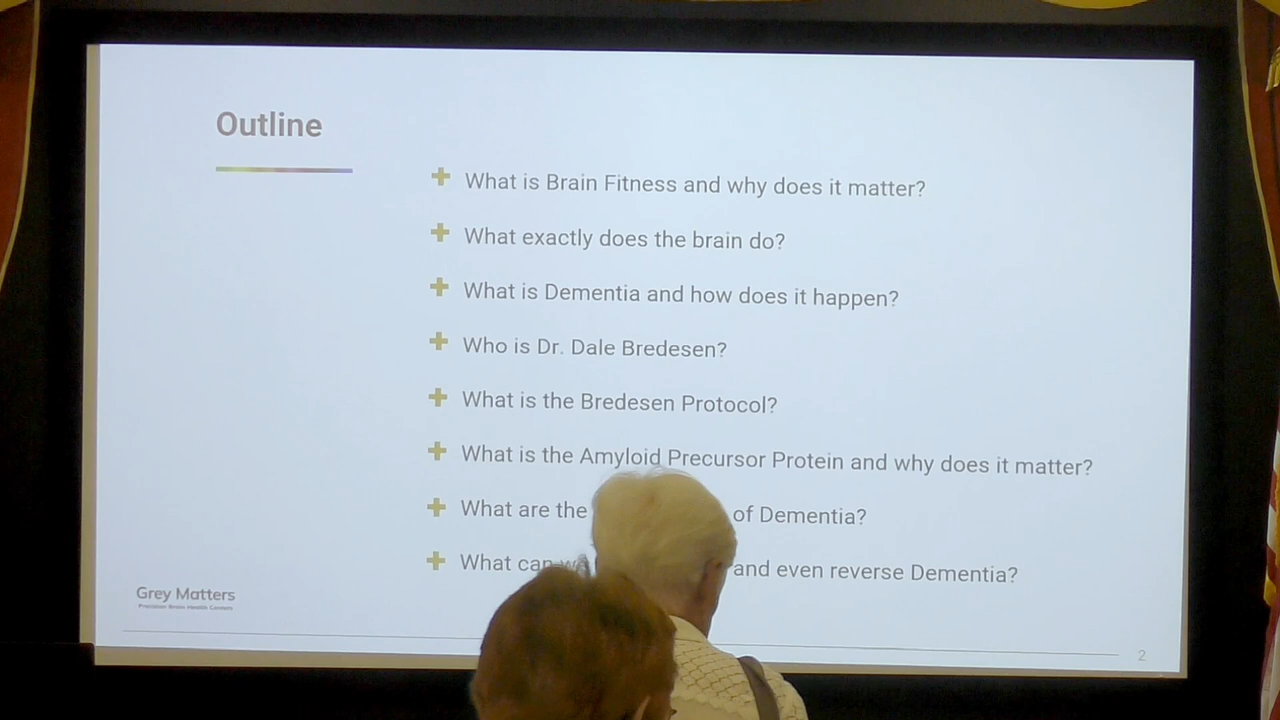 Outline
What is Brain Fitness and why does it matter?
What exactly does the brain do?
What is Dementia and how does it happen?
Who is Dr. Dale Bredesen?
What is the Bredesen Protocol?
What is the Amyloid Precursor Protein and why does it matter?
What are the of Dementia?
What can and even reverse Dementia?
Grey Matters
Precision Brain Health Centers
2